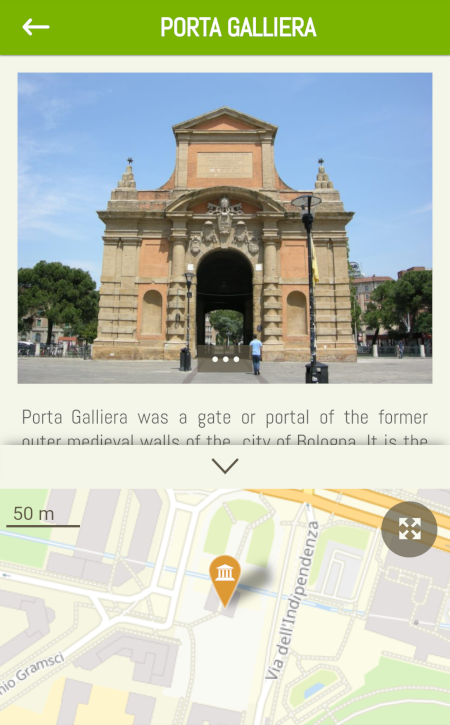 PORTA GALLIERA
Porta Galliera was a gate or portal of the former
outer medieval walls of the city of Bologna. It is the
50 m
Via dell'Indipendenza
nio Gramsci